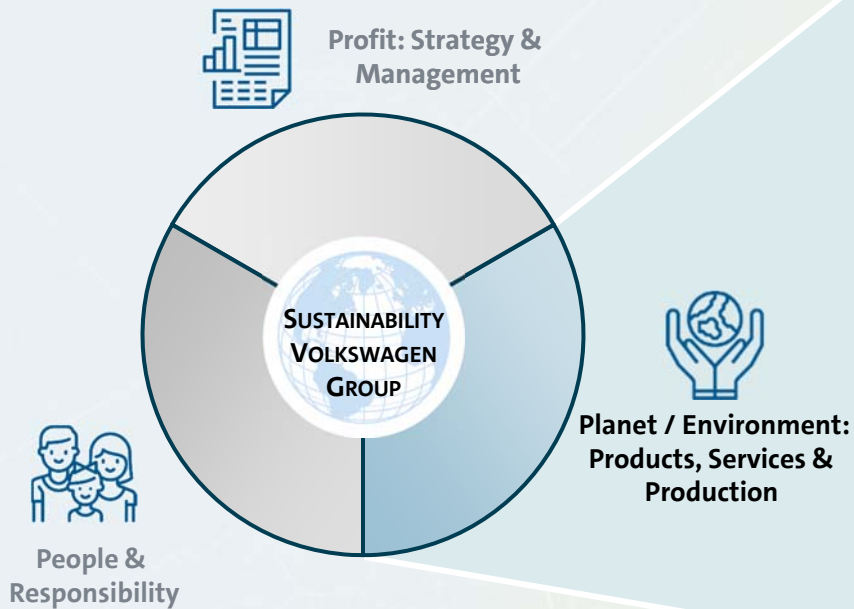 Profit: Strategy &
Management
SUSTAINABILITY
VOLKSWAGEN
GROUP
Planet / Environment:
Products, Services &
Production
People &
Responsibility